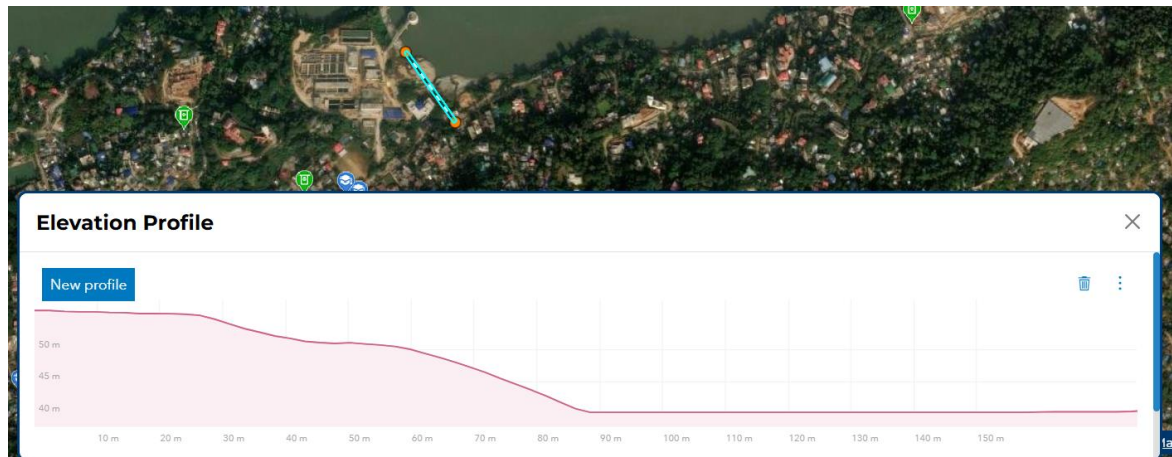 Elevation Profile
New profile
50 m
45 m
40 m
10 m 20 m 30 m 40 m 50 m 60 m 70 m 80 m 90 m 100 m 110 m 120 m 130 m 140 m 150 m